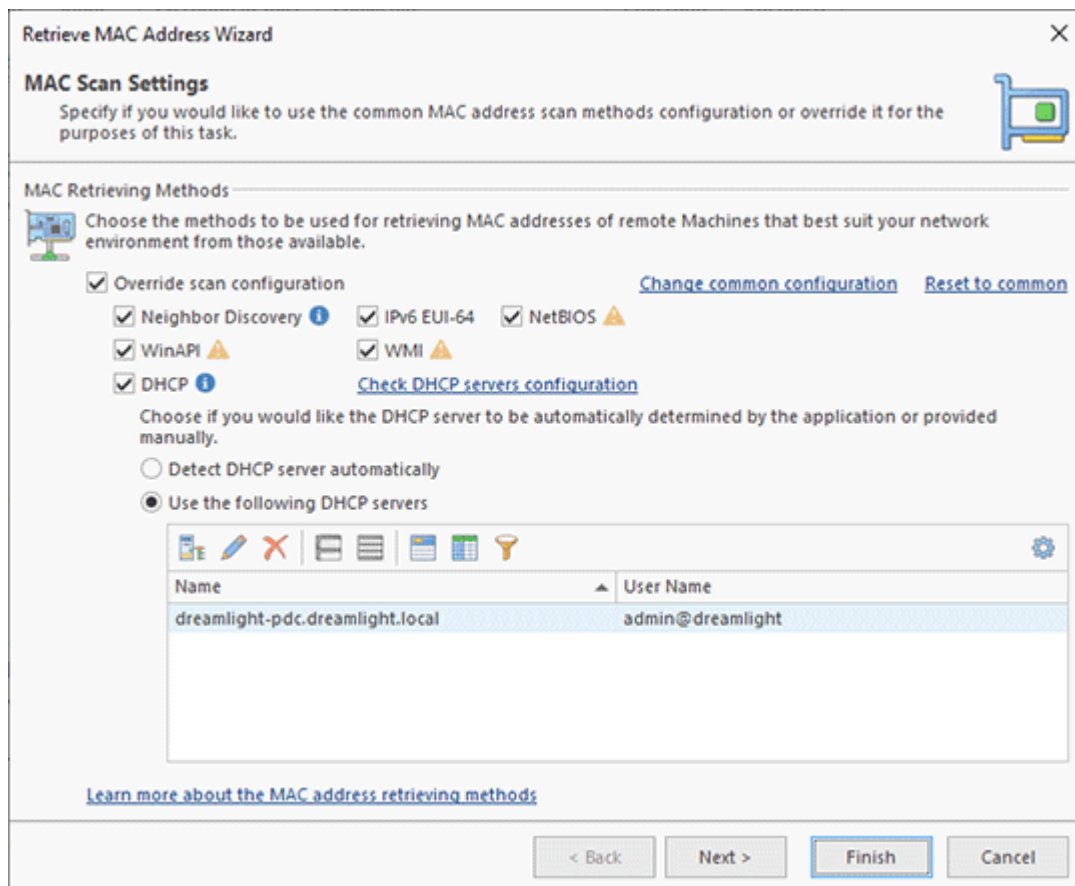 Retrieve MAC Address Wizard
MAC Scan Settings
Specify if you would like to use the common MAC address scan methods configuration or override it for the
purposes of this task.
MAC Retrieving Methods
Choose the methods to be used for retrieving MAC addresses of remote Machines that best suit your network
environment from those available.
Override scan configuration Change common configuration Reset to common
Neighbor Discovery IPv6 EUI-64 NetBIOS
WinAPI WMI
DHCP Check DHCP servers configuration
Choose if you would like the DHCP server to be automatically determined by the application or provided
manually.
Detect DHCP server automatically
Use the following DHCP servers
Name User Name
dreamlight-pdc.dreamlight.local admin@dreamlight
Learn more about the MAC address retrieving methods
< Back Next > Finish Cancel